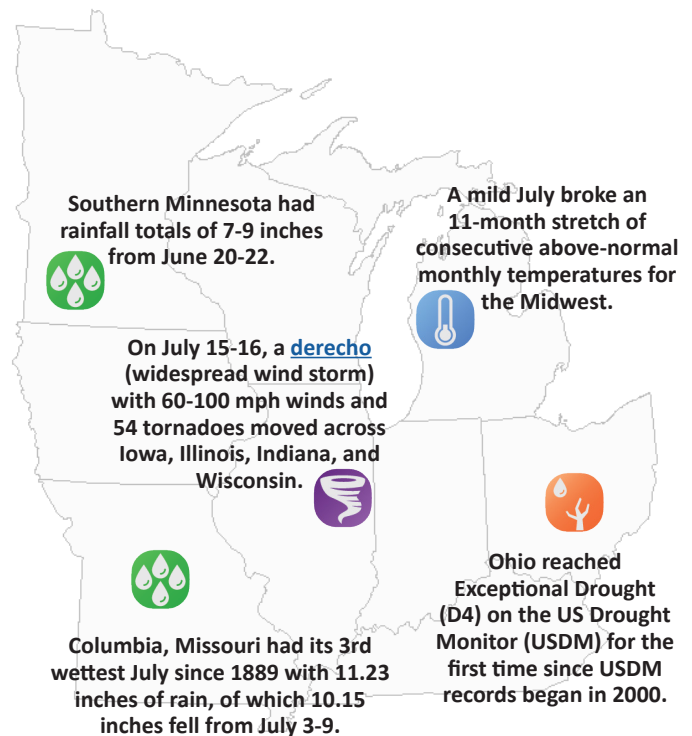 Southern Minnesota had
rainfall totals of 7-9 inches
from June 20-22.
A mild July broke an
11-month stretch of
consecutive above-normal
monthly temperatures for
the Midwest.
On July 15-16, a derecho
(widespread wind storm)
with 60-100 mph winds and
54 tornadoes moved across
Iowa, Illinois, Indiana, and
Wisconsin.
Ohio reached
Exceptional Drought
(D4) on the US Drought
Monitor (USDM) for the
first time since USDM
records began in 2000.
Columbia, Missouri had its 3rd
wettest July since 1889 with 11.23
inches of rain, of which 10.15
inches fell from July 3-9.